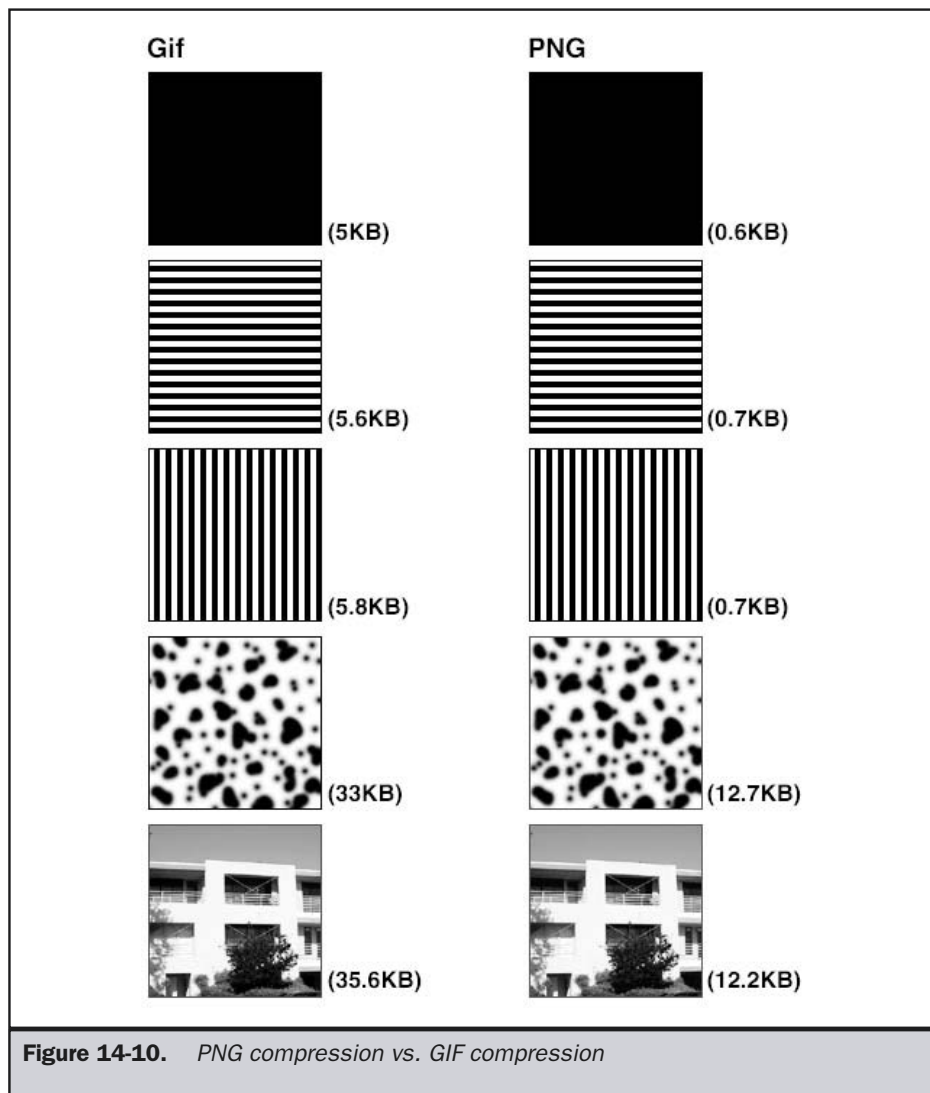 Gif PNG
(5KB) (0.6KB)
(5.6KB) (0.7KB)
(5.8KB) (0.7KB)
(33KB) (12.7KB)
(35.6KB) (12.2KB)
Figure 14-10. PNG compression vs. GIF compression